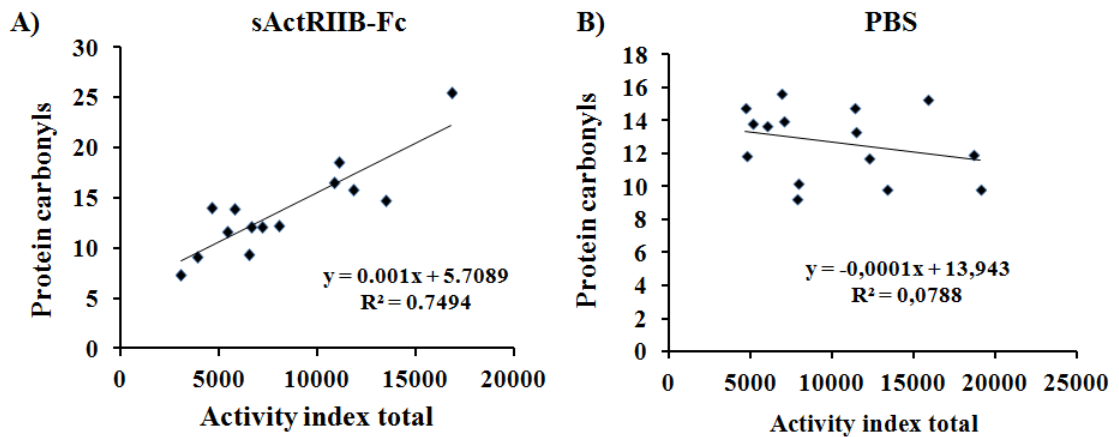 A)
sActRIIB-Fc
30
25
20
15
10
5
0
0 5000 10000 15000 20000
Protein carbonyls
Activity index total
y = 0.001x + 5.7089
R² = 0.7494
B)
PBS
18
16
14
12
10
8
6
4
2
0
0 5000 10000 15000 20000 25000
Protein carbonyls
Activity index total
y = -0,0001x + 13,943
R² = 0,0788